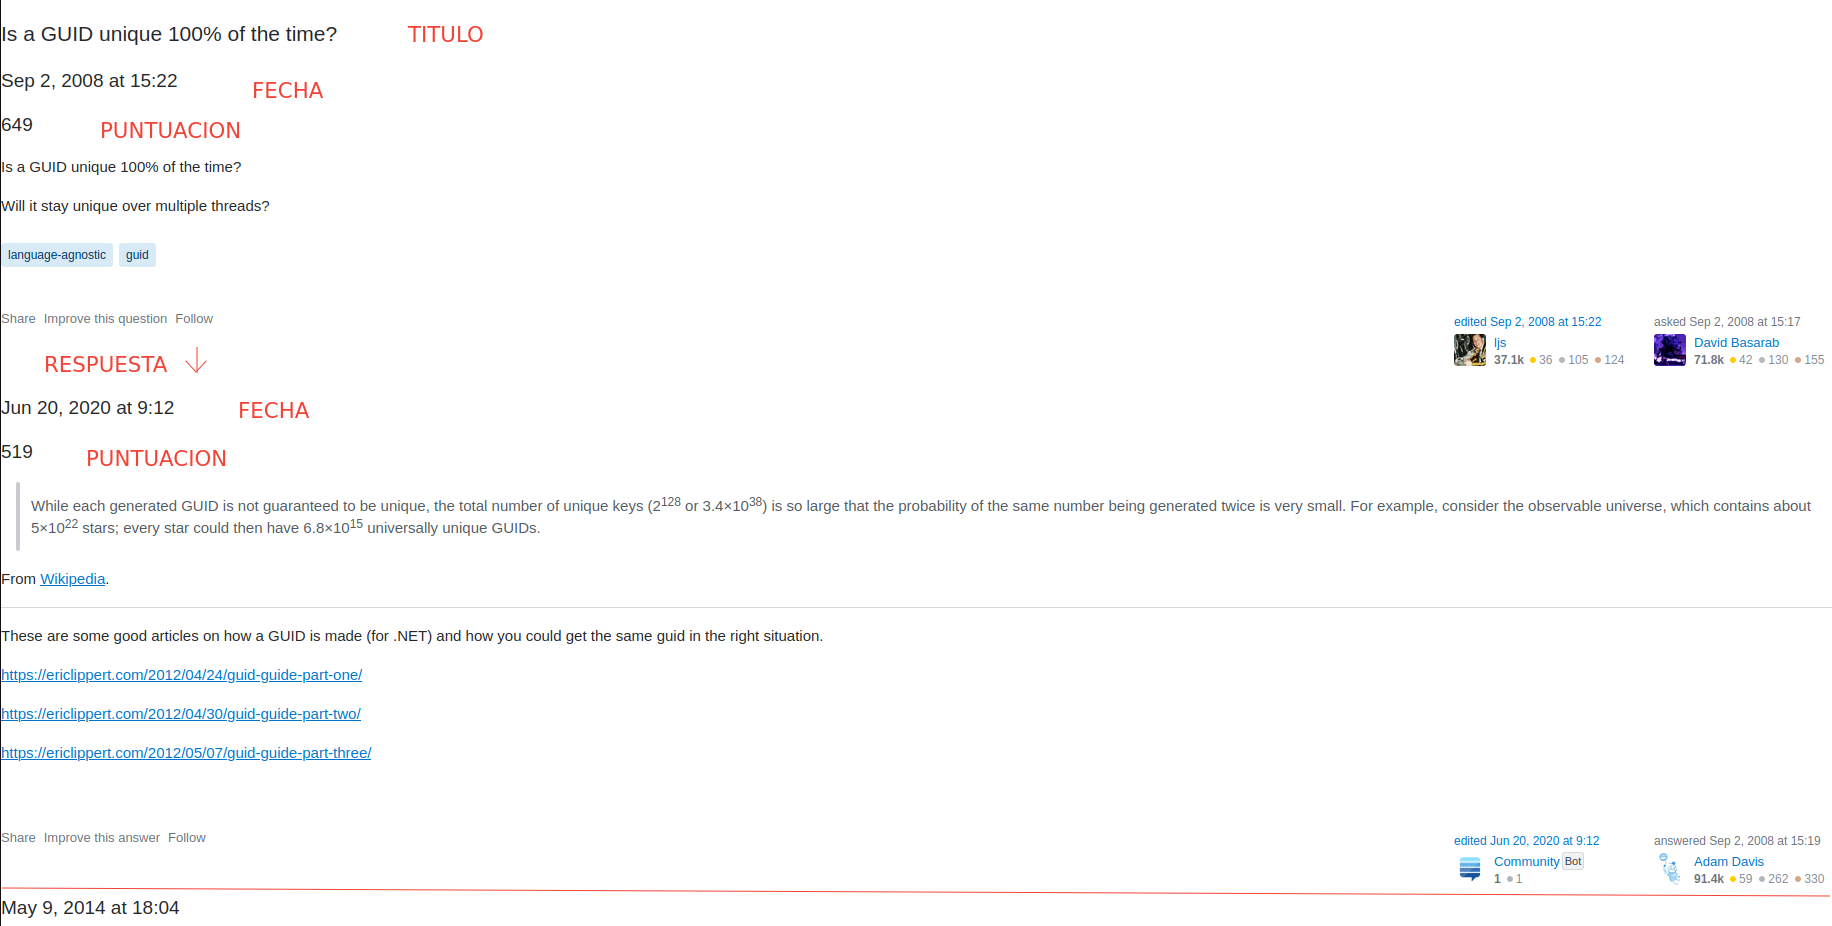 Is a GUID unique 100% of the time? TITULO
Sep 2, 2008 at 15:22 FECHA
649 PUNTUACION
Is a GUID unique 100% of the time?
Will it stay unique over multiple threads?
language-agnostic guid
Share Improve this question Follow
edited Sep 2, 2008 at 15:22
ljs
37.1k 36 105 124
asked Sep 2, 2008 at 15:17
David Basarab
71.8k 42 130 155
RESPUESTA
Jun 20, 2020 at 9:12 FECHA
519 PUNTUACION
While each generated GUID is not guaranteed to be unique, the total number of unique keys (2¹²⁸ or 3.4×10³⁸) is so large that the probability of the same number being generated twice is very small. For example, consider the observable universe, which contains about
5×10²² stars; every star could then have 6.8×10¹⁵ universally unique GUIDs.
From Wikipedia.
These are some good articles on how a GUID is made (for .NET) and how you could get the same guid in the right situation.
https://ericlippert.com/2012/04/24/guid-guide-part-one/
https://ericlippert.com/2012/04/30/guid-guide-part-two/
https://ericlippert.com/2012/05/07/guid-guide-part-three/
Share Improve this answer Follow
edited Jun 20, 2020 at 9:12
Community Bot
1 1
answered Sep 2, 2008 at 15:19
Adam Davis
91.4k 59 262 330
May 9, 2014 at 18:04